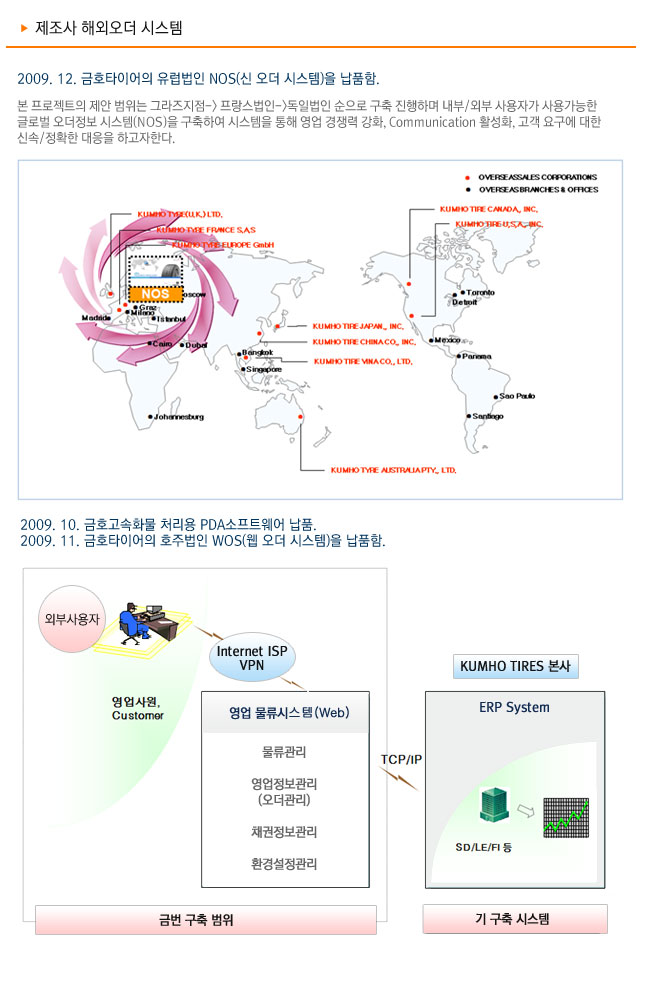 제조사 해외오더 시스템
2009. 12. 금호타이어의 유럽법인 NOS(신 오더 시스템)을 납품함.
본 프로젝트의 제안 범위는 그라즈지점-> 프랑스법인->독일법인 순으로 구축 진행하며 내부/외부 사용자가 사용가능한
글로벌 오더정보 시스템(NOS)을 구축하여 시스템을 통해 영업 경쟁력 강화, Communication 활성화, 고객 요구에 대한
신속/정확한 대응을 하고자한다.
OVERSEAS SALES CORPORATIONS
OVERSEAS BRANCHES & OFFICES
KUMHO TYRE(U.K.) LTD.
KUMHO TYRE FRANCE S.A.S
KUMHO TYRE EUROPE GmbH
KUMHO TIRE CANADA., INC.
KUMHO TIRE U.S.A., INC.
NOS
oscow
Graz
Madride
Milano
Istanbul
Cairo
Dubai
Johannesburg
KUMHO TIRE JAPAN., INC.
KUMHO TIRE CHINA CO., INC.
Bangkok
KUMHO TIRE VINA CO., LTD.
Singapore
KUMHO TYRE AUSTRALIA PTY., LTD.
Toronto
Detroit
Mexico
Panama
Sao Paulo
Santiago
2009. 10. 금호고속화물 처리용 PDA소프트웨어 납품.
2009. 11. 금호타이어의 호주법인 WOS(웹 오더 시스템)을 납품함.
외부사용자
Internet ISP
VPN
영업사원,
Customer
영업 물류시스템(Web)
물류관리
영업정보관리
(오더관리)
채권정보관리
환경설정관리
TCP/IP
KUMHO TIRES 본사
ERP System
SD/LE/FI 등
금번 구축 범위
기 구축 시스템